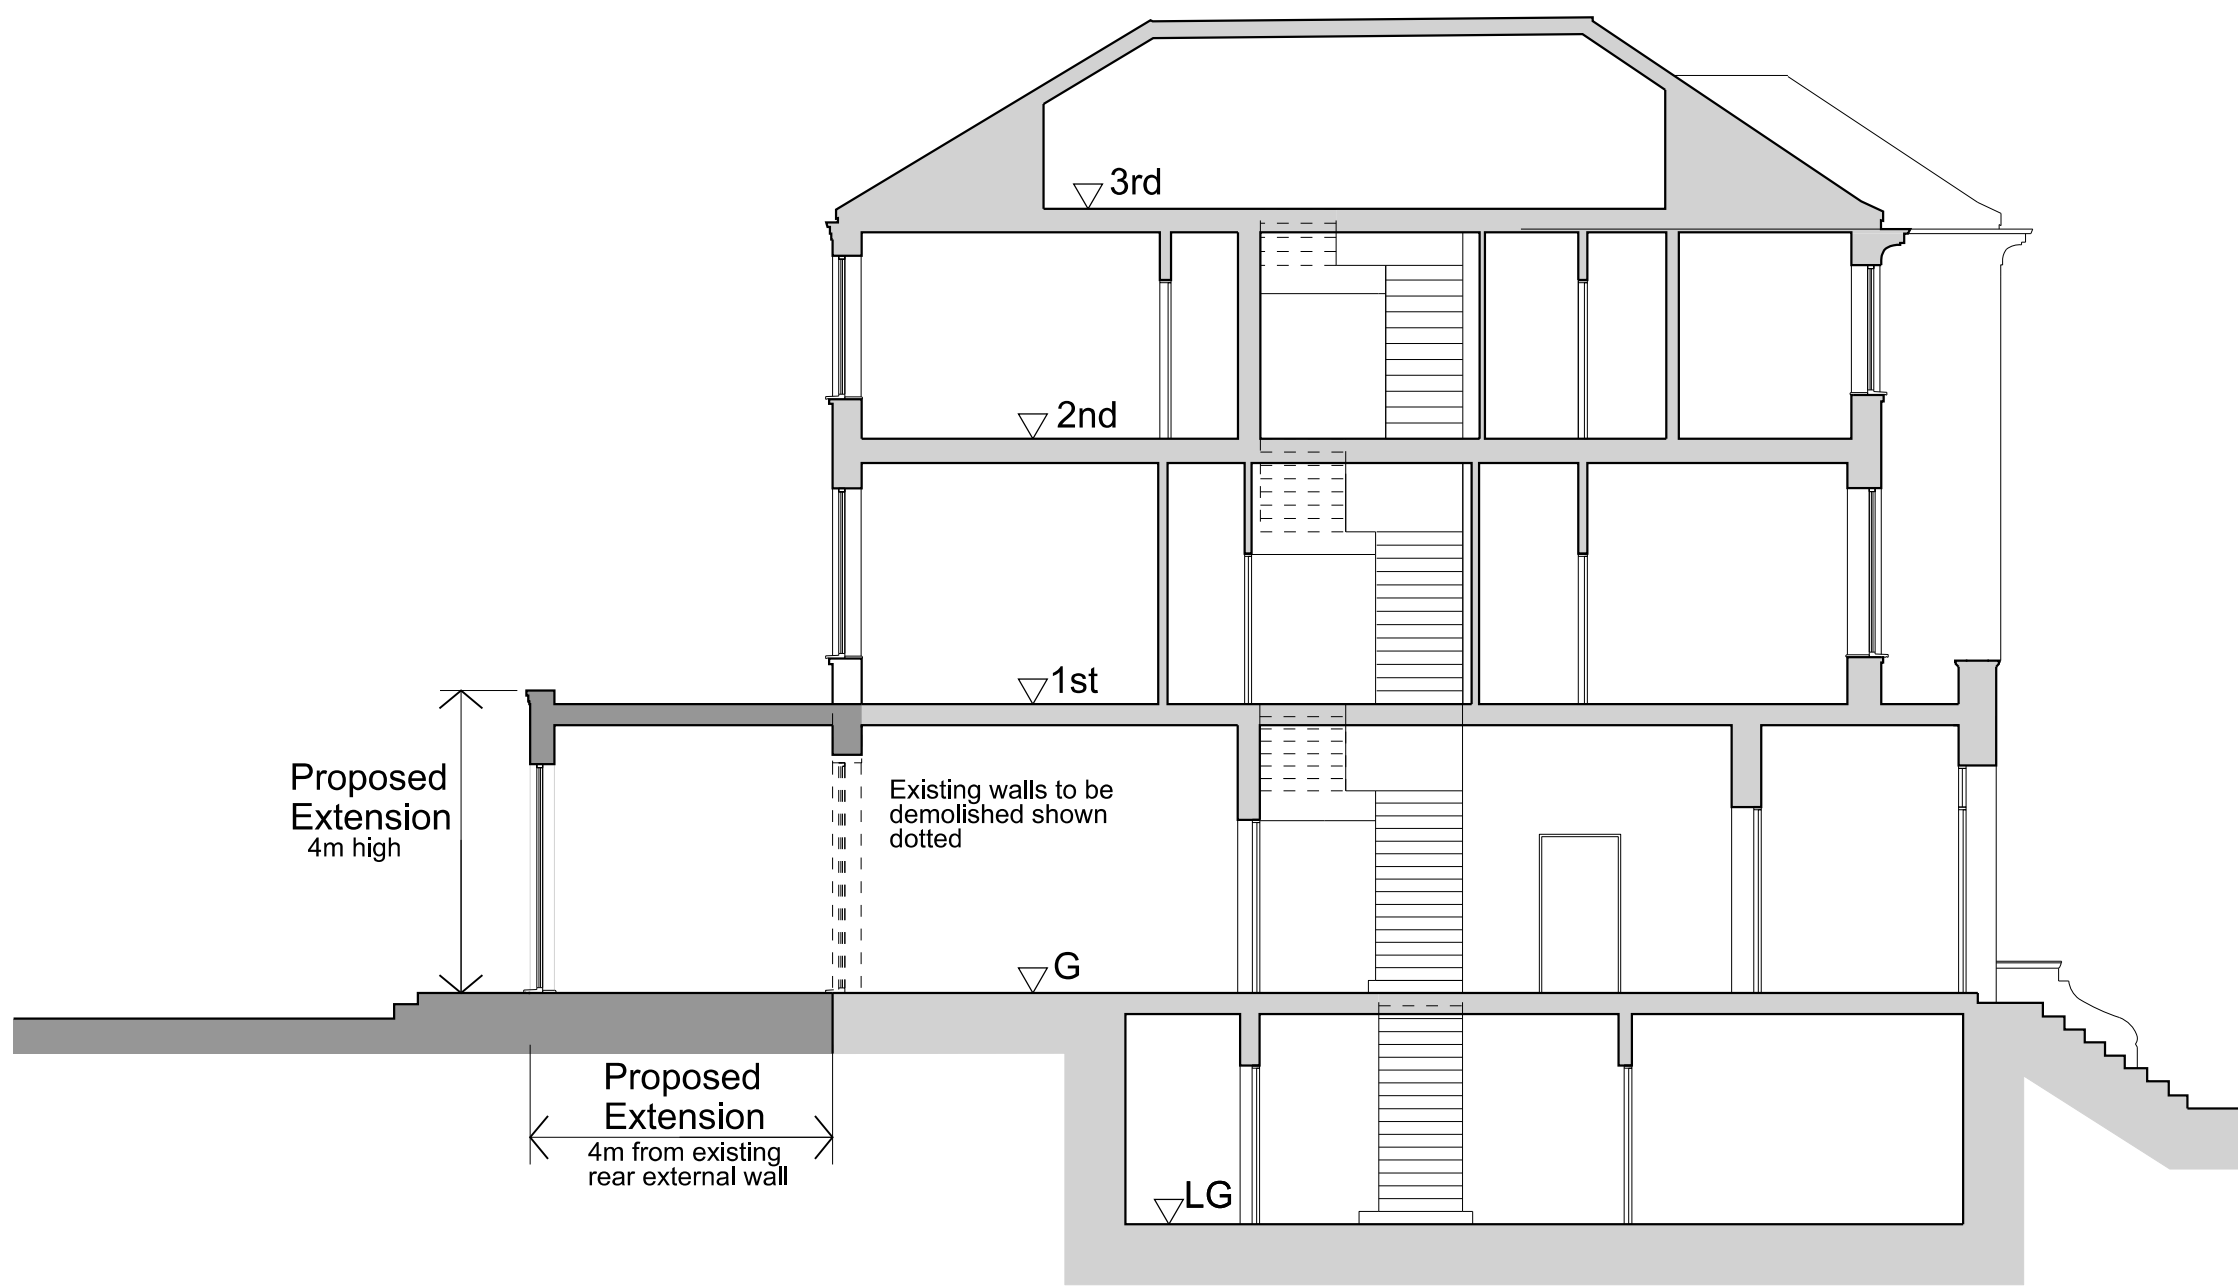 3rd
2nd
1st
Proposed
Extension
4m high
Existing walls to be
demolished shown
dotted
G
Proposed
Extension
4m from existing
rear external wall
LG